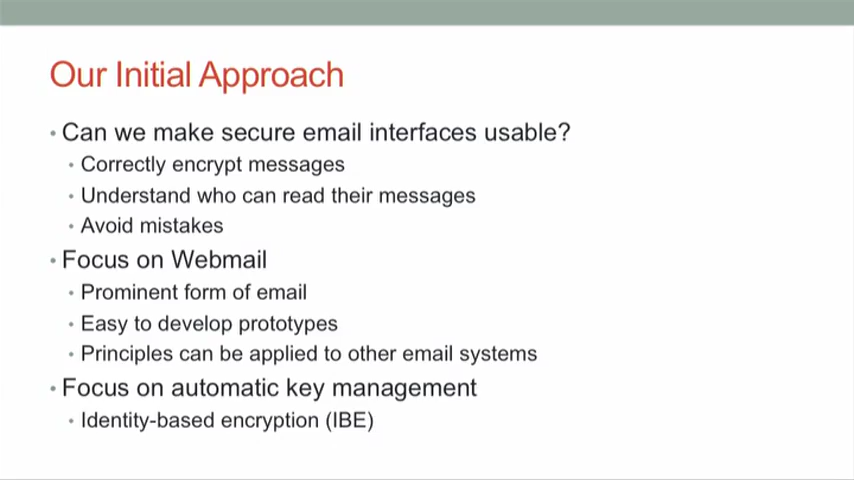 Our Initial Approach
• Can we make secure email interfaces usable?
• Correctly encrypt messages
• Understand who can read their messages
• Avoid mistakes
• Focus on Webmail
• Prominent form of email
• Easy to develop prototypes
• Principles can be applied to other email systems
• Focus on automatic key management
• Identity-based encryption (IBE)